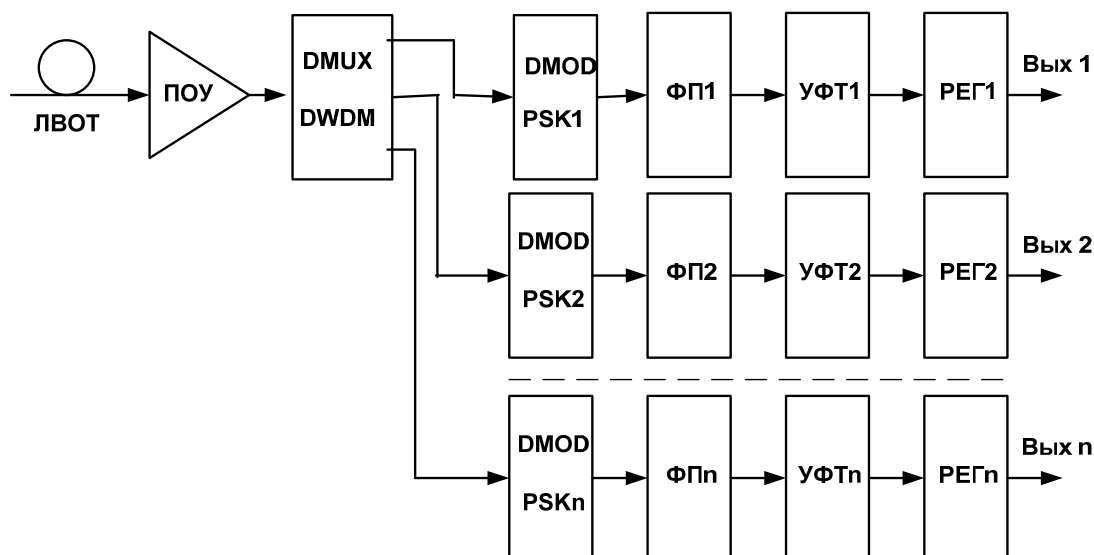 ЛВОТ
ПОУ
DMUX
DWDM
DMOD
PSK1
ФП1
УФТ1
РЕГ1
Вых 1
DMOD
PSK2
ФП2
УФТ2
РЕГ2
Вых 2
DMOD
PSKn
ФПn
УФТn
РЕГn
Вых n